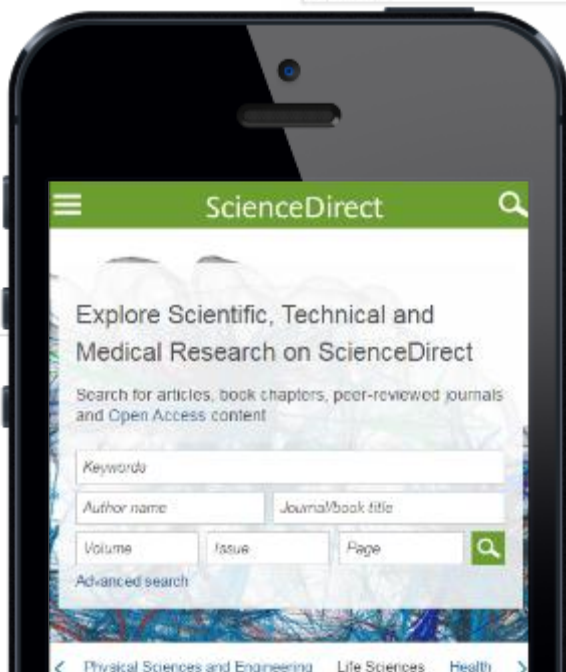 ScienceDirect
Explore Scientific, Technical and
Medical Research on ScienceDirect
Search for articles, book chapters, peer-reviewed journals
and Open Access content
Keywords
Author name Journal/book title
Volume Issue Page
Advanced search
Physical Sciences and Engineering Life Sciences Health